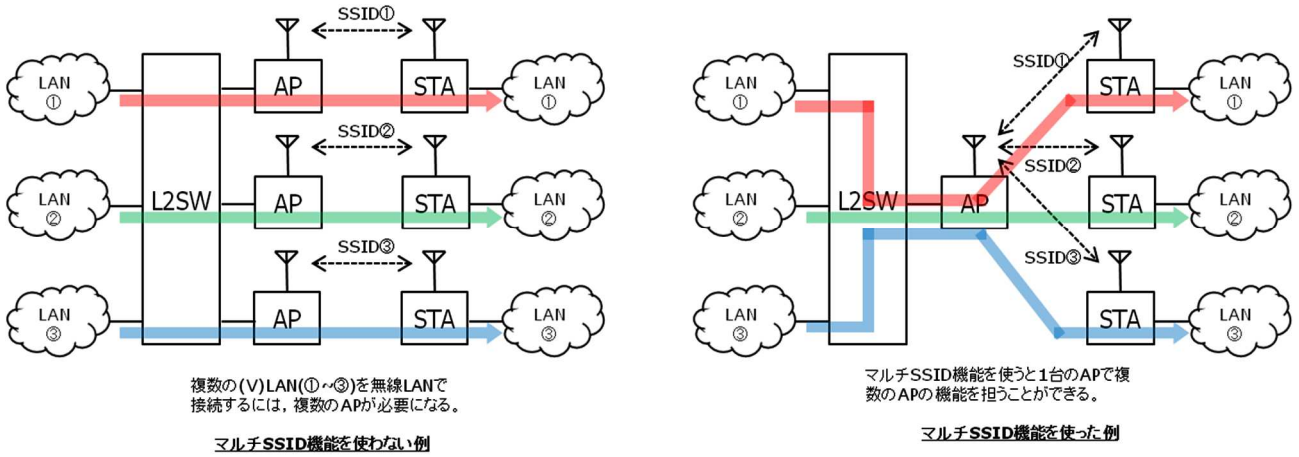 SSID①
LAN
①
AP
STA
LAN
①
SSID②
LAN
②
L2SW
AP
STA
LAN
②
SSID③
LAN
③
AP
STA
LAN
③
複数の(V)LAN(①~③)を無線LANで
接続するには, 複数のAPが必要になる。
マルチSSID機能を使わない例
SSID①
LAN
①
STA
LAN
①
SSID②
LAN
②
L2SW
AP
STA
LAN
②
SSID③
LAN
③
STA
LAN
③
マルチSSID機能を使うと1台のAPで複
数のAPの機能を担うことができる。
マルチSSID機能を使った例